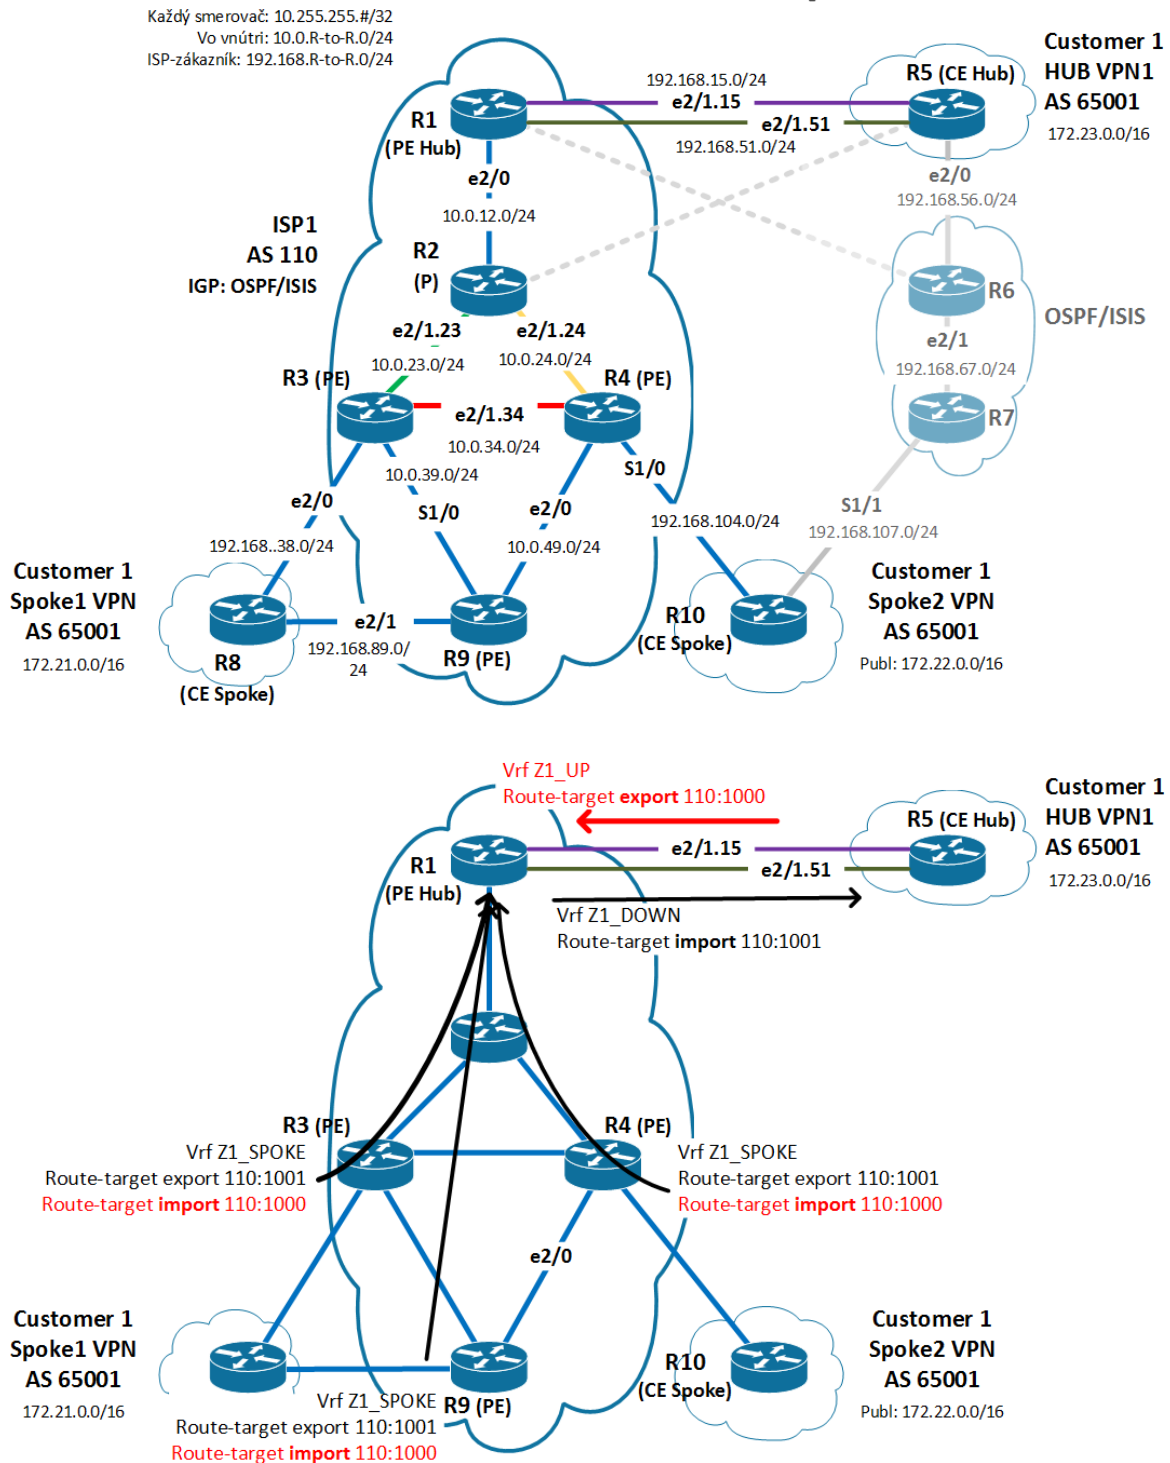 Každý smerovač: 10.255.255.#/32
Vo vnútri: 10.0.R-to-R.0/24
ISP-zákazník: 192.168.R-to-R.0/24
Customer 1
HUB VPN1
AS 65001
172.23.0.0/16
R5 (CE Hub)
192.168.15.0/24
e2/1.15
e2/1.51
192.168.51.0/24
R1
(PE Hub)
e2/0
10.0.12.0/24
e2/0
192.168.56.0/24
ISP1
AS 110
IGP: OSPF/ISIS
R2
(P)
R6
OSPF/ISIS
e2/1
192.168.67.0/24
R7
e2/1.23
10.0.23.0/24
e2/1.24
10.0.24.0/24
R3 (PE)
R4 (PE)
e2/1.34
10.0.34.0/24
10.0.39.0/24
S1/0
e2/0
S1/0
e2/0
10.0.49.0/24
192.168.104.0/24
S1/1
192.168.107.0/24
192.168..38.0/24
Customer 1
Spoke1 VPN
AS 65001
172.21.0.0/16
R8
(CE Spoke)
e2/1
192.168.89.0/
24
R9 (PE)
R10
(CE Spoke)
Customer 1
Spoke2 VPN
AS 65001
Publ: 172.22.0.0/16
Vrf Z1_UP
Route-target export 110:1000
Customer 1
HUB VPN1
AS 65001
172.23.0.0/16
R5 (CE Hub)
e2/1.15
e2/1.51
R1
(PE Hub)
Vrf Z1_DOWN
Route-target import 110:1001
R3 (PE)
Vrf Z1_SPOKE
Route-target export 110:1001
Route-target import 110:1000
R4 (PE)
Vrf Z1_SPOKE
Route-target export 110:1001
Route-target import 110:1000
e2/0
Customer 1
Spoke1 VPN
AS 65001
172.21.0.0/16
R10
(CE Spoke)
Customer 1
Spoke2 VPN
AS 65001
Publ: 172.22.0.0/16
Vrf Z1_SPOKE
Route-target export 110:1001
Route-target import 110:1000
R9 (PE)